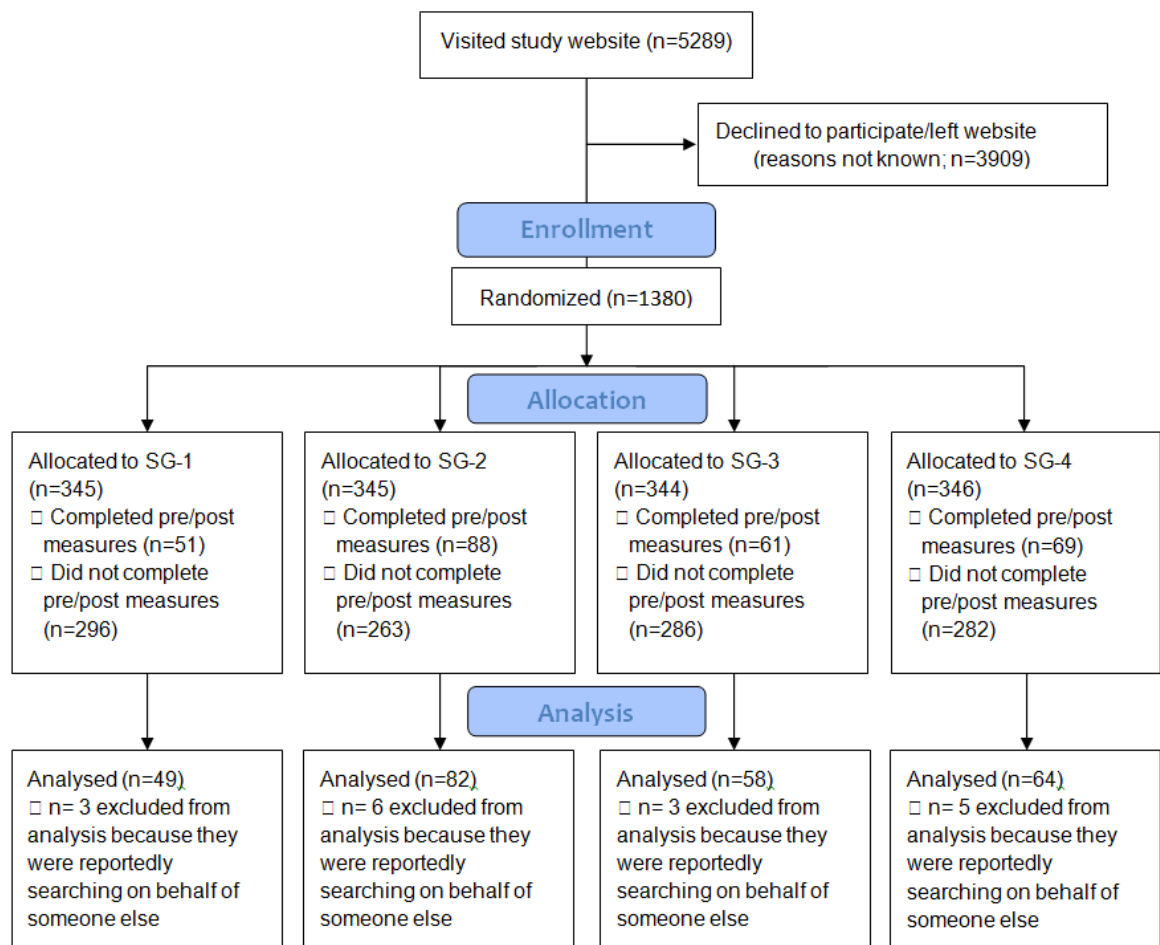 Visited study website (n=5289)
Declined to participate/left website
(reasons not known; n=3909)
Enrollment
Randomized (n=1380)
Allocation
Allocated to SG-1
(n=345)
□ Completed pre/post
measures (n=51)
□ Did not complete
pre/post measures
(n=296)
Allocated to SG-2
(n=345)
□ Completed pre/post
measures (n=88)
□ Did not complete
pre/post measures
(n=263)
Allocated to SG-3
(n=344)
□ Completed pre/post
measures (n=61)
□ Did not complete
pre/post measures
(n=286)
Allocated to SG-4
(n=346)
□ Completed pre/post
measures (n=69)
□ Did not complete
pre/post measures
(n=282)
Analysis
Analysed (n=49)
□ n= 3 excluded from
analysis because they
were reportedly
searching on behalf of
someone else
Analysed (n=82)
□ n= 6 excluded from
analysis because they
were reportedly
searching on behalf of
someone else
Analysed (n=58)
□ n= 3 excluded from
analysis because they
were reportedly
searching on behalf of
someone else
Analysed (n=64)
□ n= 5 excluded from
analysis because they
were reportedly
searching on behalf of
someone else